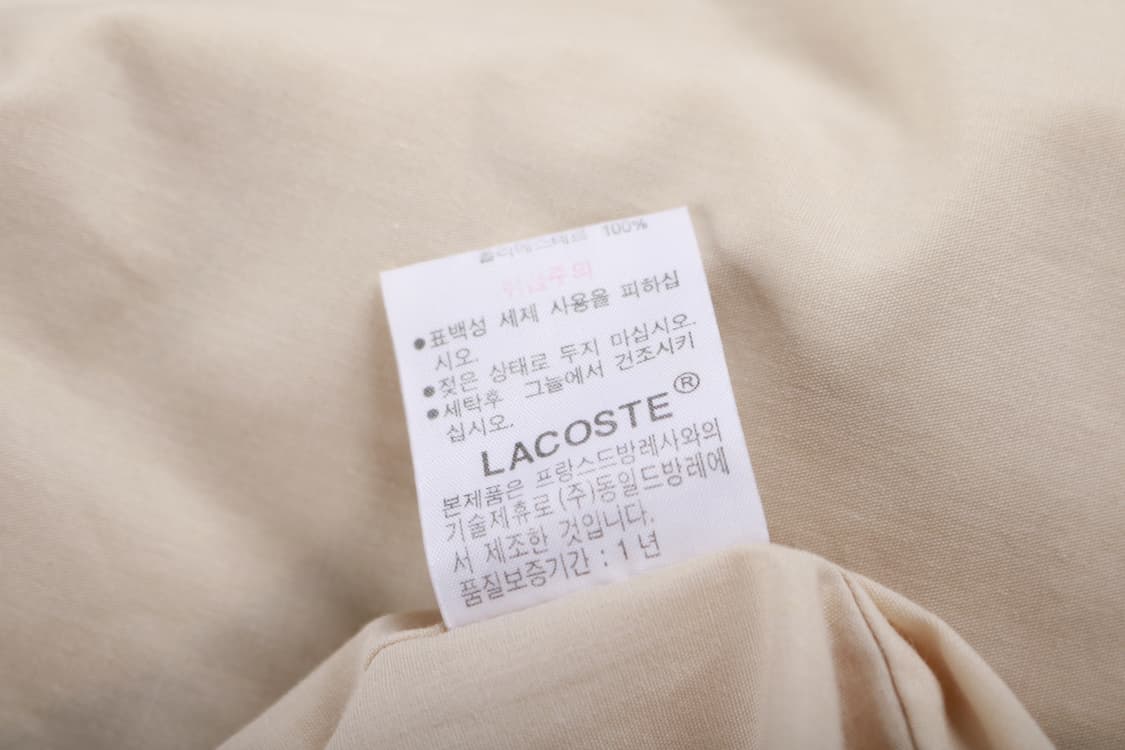 폴리에스테르 100%
취급주의
●표백성 세제 사용을 피하십
시오.
●젖은 상태로 두지 마십시오.
●세탁후 그늘에서 건조시키
십시오.
LACOSTE®
본제품은 프랑스드방레사와의
기술제휴로 (주)동일드방레에
서 제조한 것입니다.
품질보증기간 : 1 년